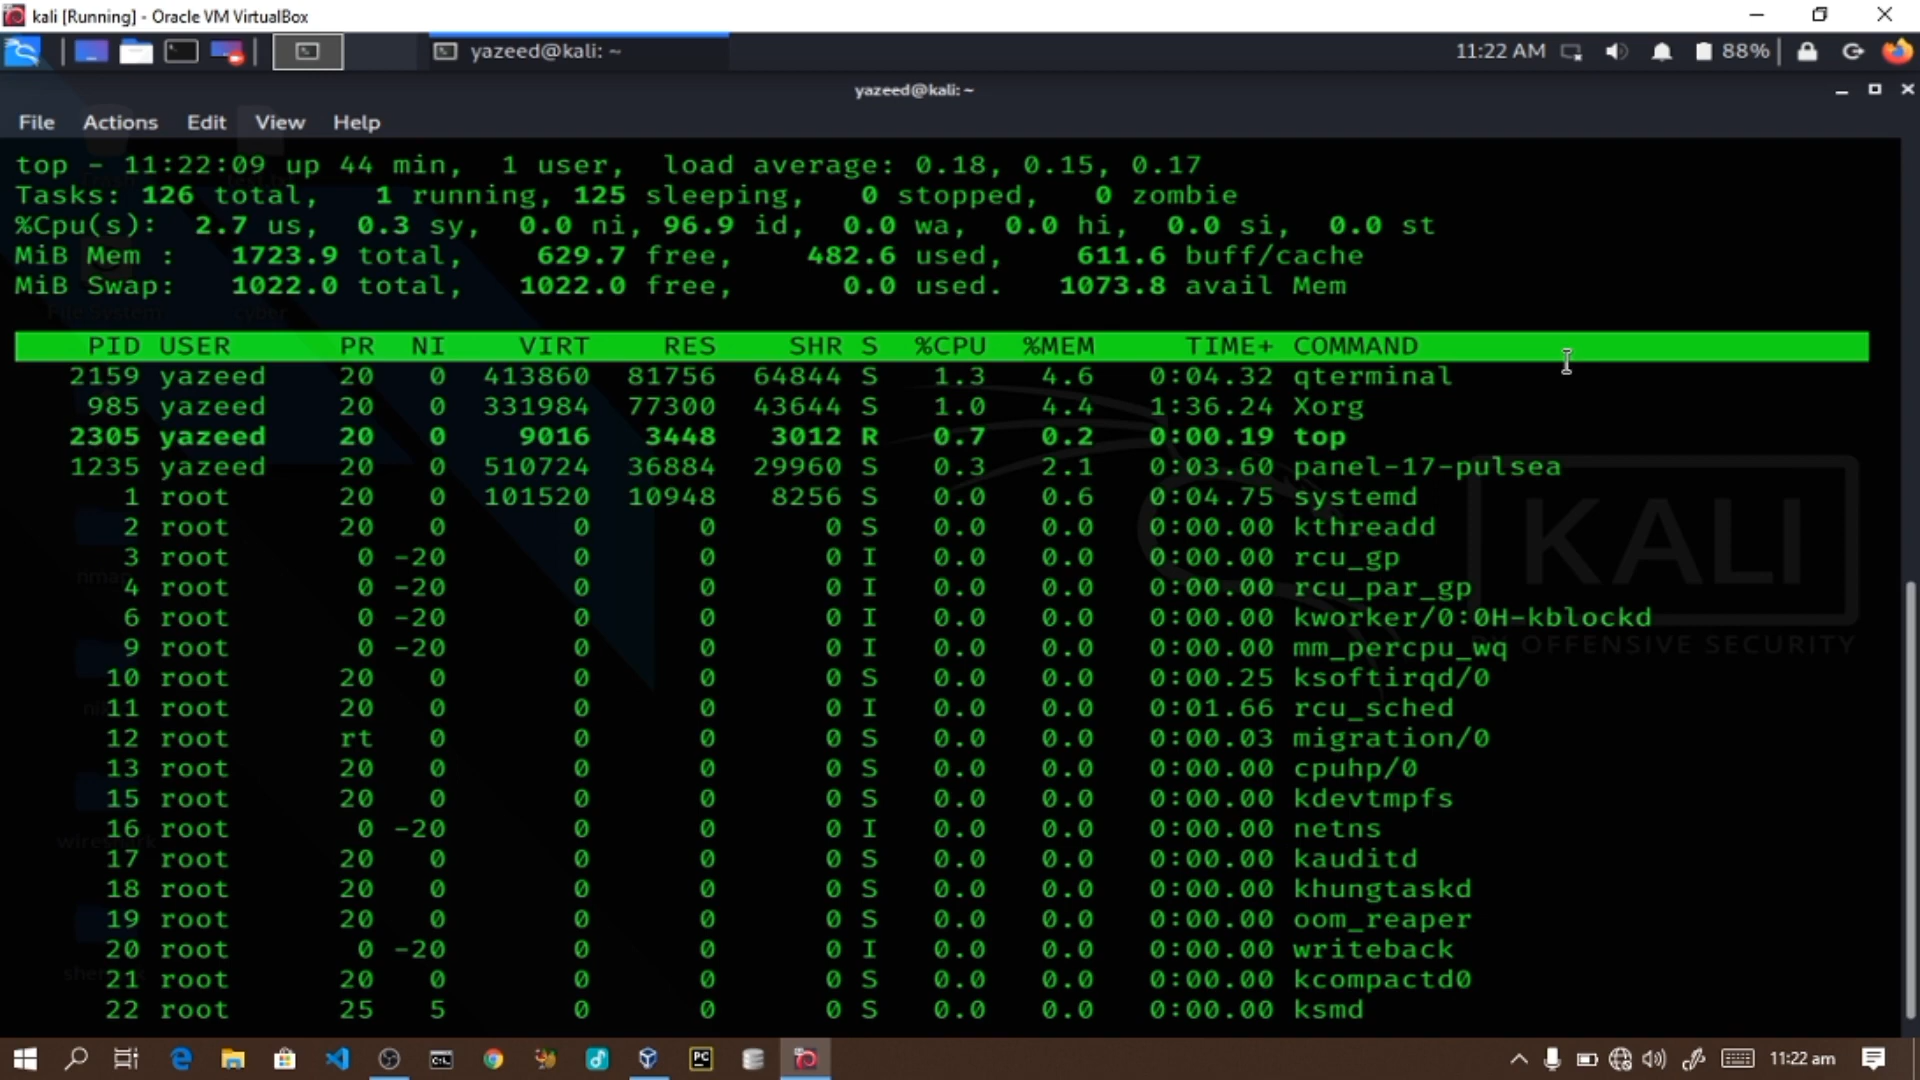 kali [Running] - Oracle VM VirtualBox
yazeed@kali: ~
11:22 AM
88%
yazeed@kali: ~
File Actions Edit View Help
top - 11:22:09 up 44 min, 1 user, load average: 0.18, 0.15, 0.17
Tasks: 126 total, 1 running, 125 sleeping, 0 stopped, 0 zombie
%Cpu(s): 2.7 us, 0.3 sy, 0.0 ni, 96.9 id, 0.0 wa, 0.0 hi, 0.0 si, 0.0 st
MiB Mem : 1723.9 total, 629.7 free, 482.6 used, 611.6 buff/cache
MiB Swap: 1022.0 total, 1022.0 free, 0.0 used. 1073.8 avail Mem
File System
cyber
PID USER PR NI VIRT RES SHR S %CPU %MEM TIME+ COMMAND
2159 yazeed 20 0 413860 81756 64844 S 1.3 4.6 0:04.32 qterminal
985 yazeed 20 0 331984 77300 43644 S 1.0 4.4 1:36.24 Xorg
2305 yazeed 20 0 9016 3448 3012 R 0.7 0.2 0:00.19 top
1235 yazeed 20 0 510724 36884 29960 S 0.3 2.1 0:03.60 panel-17-pulsea
1 root 20 0 101520 10948 8256 S 0.0 0.6 0:04.75 systemd
2 root 20 0 0 0 0 S 0.0 0.0 0:00.00 kthreadd
3 root 0 -20 0 0 0 I 0.0 0.0 0:00.00 rcu_gp
4 root 0 -20 0 0 0 I 0.0 0.0 0:00.00 rcu_par_gp
6 root 0 -20 0 0 0 I 0.0 0.0 0:00.00 kworker/0:0H-kblockd
9 root 0 -20 0 0 0 I 0.0 0.0 0:00.00 mm_percpu_wq
10 root 20 0 0 0 0 S 0.0 0.0 0:00.25 ksoftirqd/0
11 root 20 0 0 0 0 I 0.0 0.0 0:01.66 rcu_sched
12 root rt 0 0 0 0 S 0.0 0.0 0:00.03 migration/0
13 root 20 0 0 0 0 S 0.0 0.0 0:00.00 cpuhp/0
15 root 20 0 0 0 0 S 0.0 0.0 0:00.00 kdevtmpfs
16 root 0 -20 0 0 0 I 0.0 0.0 0:00.00 netns
17 root 20 0 0 0 0 S 0.0 0.0 0:00.00 kauditd
18 root 20 0 0 0 0 S 0.0 0.0 0:00.00 khungtaskd
19 root 20 0 0 0 0 S 0.0 0.0 0:00.00 oom_reaper
20 root 0 -20 0 0 0 I 0.0 0.0 0:00.00 writeback
21 root 20 0 0 0 0 S 0.0 0.0 0:00.00 kcompactd0
22 root 25 5 0 0 0 S 0.0 0.0 0:00.00 ksmd
KALI
BY OFFENSIVE SECURITY
PC
11:22 am